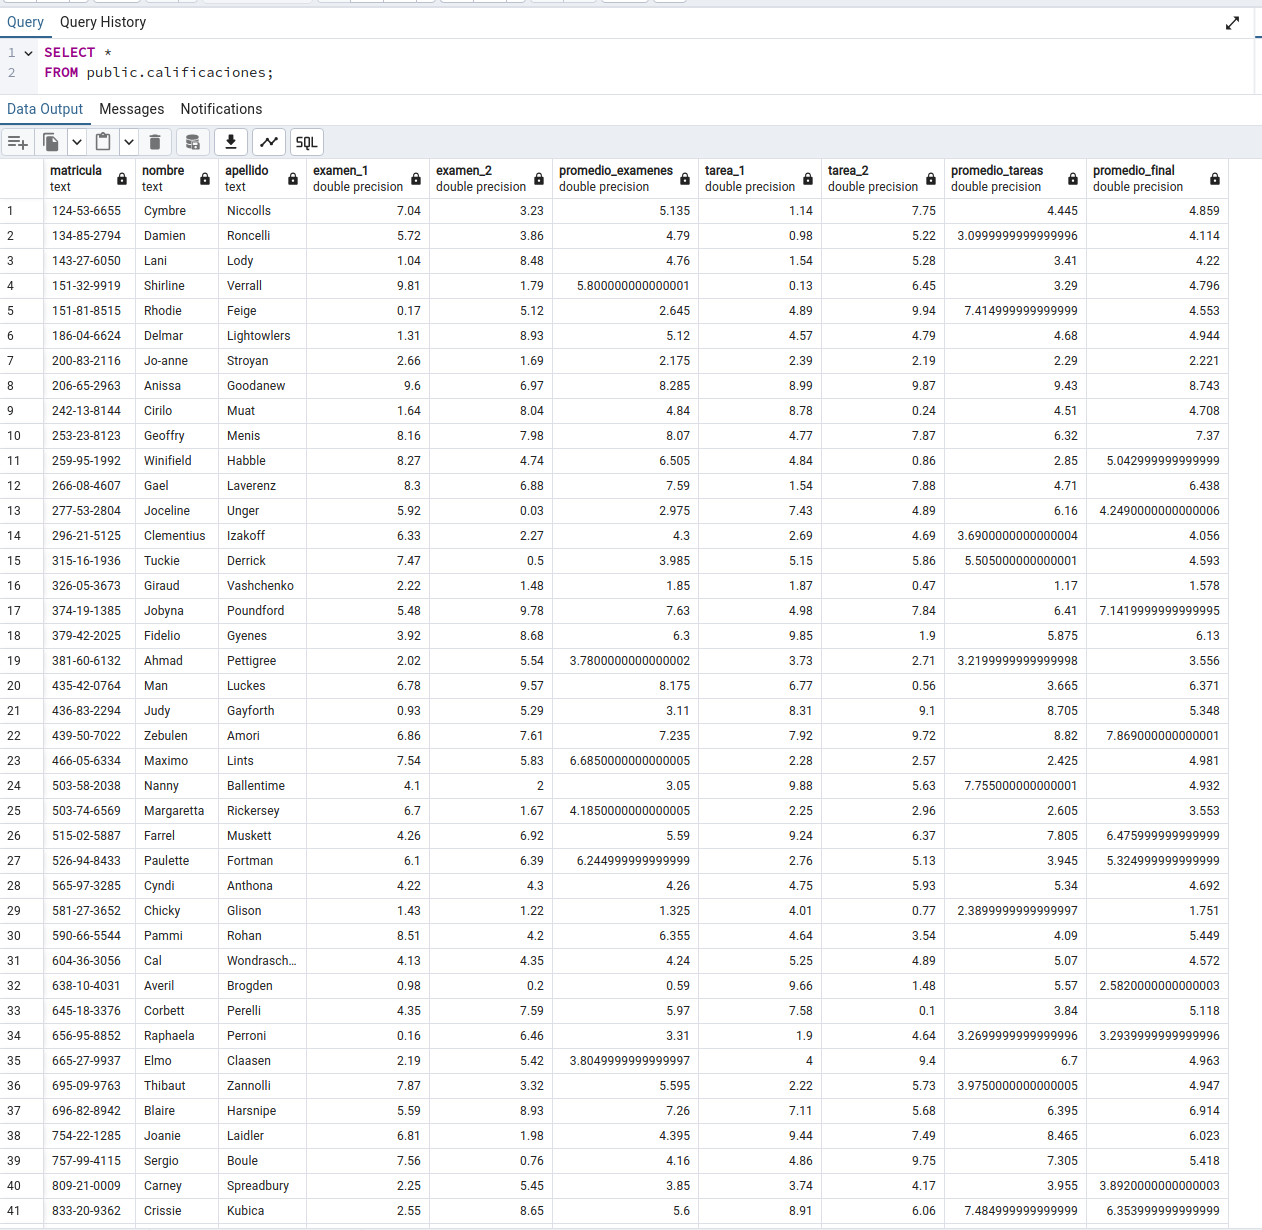 Query Query History
1 SELECT *
2 FROM public.calificaciones;
Data Output Messages Notifications
SQL
matricula nombre apellido examen_1 examen_2 promedio_examenes tarea_1 tarea_2 promedio_tareas promedio_final
text text text double precision double precision double precision double precision double precision double precision double precision
1 124-53-6655 Cymbre Niccolls 7.04 3.23 5.135 1.14 7.75 4.445 4.859
2 134-85-2794 Damien Roncelli 5.72 3.86 4.79 0.98 5.22 3.0999999999999996 4.114
3 143-27-6050 Lani Lody 1.04 8.48 4.76 1.54 5.28 3.41 4.22
4 151-32-9919 Shirline Verrall 9.81 1.79 5.800000000000001 0.13 6.45 3.29 4.796
5 151-81-8515 Rhodie Feige 0.17 5.12 2.645 4.89 9.94 7.414999999999999 4.553
6 186-04-6624 Delmar Lightowlers 1.31 8.93 5.12 4.57 4.79 4.68 4.944
7 200-83-2116 Jo-anne Stroyan 2.66 1.69 2.175 2.39 2.19 2.29 2.221
8 206-65-2963 Anissa Goodanew 9.6 6.97 8.285 8.99 9.87 9.43 8.743
9 242-13-8144 Cirilo Muat 1.64 8.04 4.84 8.78 0.24 4.51 4.708
10 253-23-8123 Geoffry Menis 8.16 7.98 8.07 4.77 7.87 6.32 7.37
11 259-95-1992 Winifield Habble 8.27 4.74 6.505 4.84 0.86 2.85 5.042999999999999
12 266-08-4607 Gael Laverenz 8.3 6.88 7.59 1.54 7.88 4.71 6.438
13 277-53-2804 Joceline Unger 5.92 0.03 2.975 7.43 4.89 6.16 4.2490000000000006
14 296-21-5125 Clementius Izakoff 6.33 2.27 4.3 2.69 4.69 3.6900000000000004 4.056
15 315-16-1936 Tuckie Derrick 7.47 0.5 3.985 5.15 5.86 5.505000000000001 4.593
16 326-05-3673 Giraud Vashchenko 2.22 1.48 1.85 1.87 0.47 1.17 1.578
17 374-19-1385 Jobyna Poundford 5.48 9.78 7.63 4.98 7.84 6.41 7.1419999999999995
18 379-42-2025 Fidelio Gyenes 3.92 8.68 6.3 9.85 1.9 5.875 6.13
19 381-60-6132 Ahmad Pettigree 2.02 5.54 3.7800000000000002 3.73 2.71 3.2199999999999998 3.556
20 435-42-0764 Man Luckes 6.78 9.57 8.175 6.77 0.56 3.665 6.371
21 436-83-2294 Judy Gayforth 0.93 5.29 3.11 8.31 9.1 8.705 5.348
22 439-50-7022 Zebulen Amori 6.86 7.61 7.235 7.92 9.72 8.82 7.869000000000001
23 466-05-6334 Maximo Lints 7.54 5.83 6.6850000000000005 2.28 2.57 2.425 4.981
24 503-58-2038 Nanny Ballentime 4.1 2 3.05 9.88 5.63 7.755000000000001 4.932
25 503-74-6569 Margaretta Rickersey 6.7 1.67 4.1850000000000005 2.25 2.96 2.605 3.553
26 515-02-5887 Farrel Muskett 4.26 6.92 5.59 9.24 6.37 7.805 6.475999999999999
27 526-94-8433 Paulette Fortman 6.1 6.39 6.244999999999999 2.76 5.13 3.945 5.324999999999999
28 565-97-3285 Cyndi Anthona 4.22 4.3 4.26 4.75 5.93 5.34 4.692
29 581-27-3652 Chicky Glison 1.43 1.22 1.325 4.01 0.77 2.3899999999999997 1.751
30 590-66-5544 Pammi Rohan 8.51 4.2 6.355 4.64 3.54 4.09 5.449
31 604-36-3056 Cal Wondrasch... 4.13 4.35 4.24 5.25 4.89 5.07 4.572
32 638-10-4031 Averil Brogden 0.98 0.2 0.59 9.66 1.48 5.57 2.5820000000000003
33 645-18-3376 Corbett Perelli 4.35 7.59 5.97 7.58 0.1 3.84 5.118
34 656-95-8852 Raphaela Perroni 0.16 6.46 3.31 1.9 4.64 3.2699999999999996 3.2939999999999996
35 665-27-9937 Elmo Claasen 2.19 5.42 3.8049999999999997 4 9.4 6.7 4.963
36 695-09-9763 Thibaut Zannolli 7.87 3.32 5.595 2.22 5.73 3.9750000000000005 4.947
37 696-82-8942 Blaire Harsnipe 5.59 8.93 7.26 7.11 5.68 6.395 6.914
38 754-22-1285 Joanie Laidler 6.81 1.98 4.395 9.44 7.49 8.465 6.023
39 757-99-4115 Sergio Boule 7.56 0.76 4.16 4.86 9.75 7.305 5.418
40 809-21-0009 Carney Spreadbury 2.25 5.45 3.85 3.74 4.17 3.955 3.8920000000000003
41 833-20-9362 Crissie Kubica 2.55 8.65 5.6 8.91 6.06 7.484999999999999 6.353999999999999